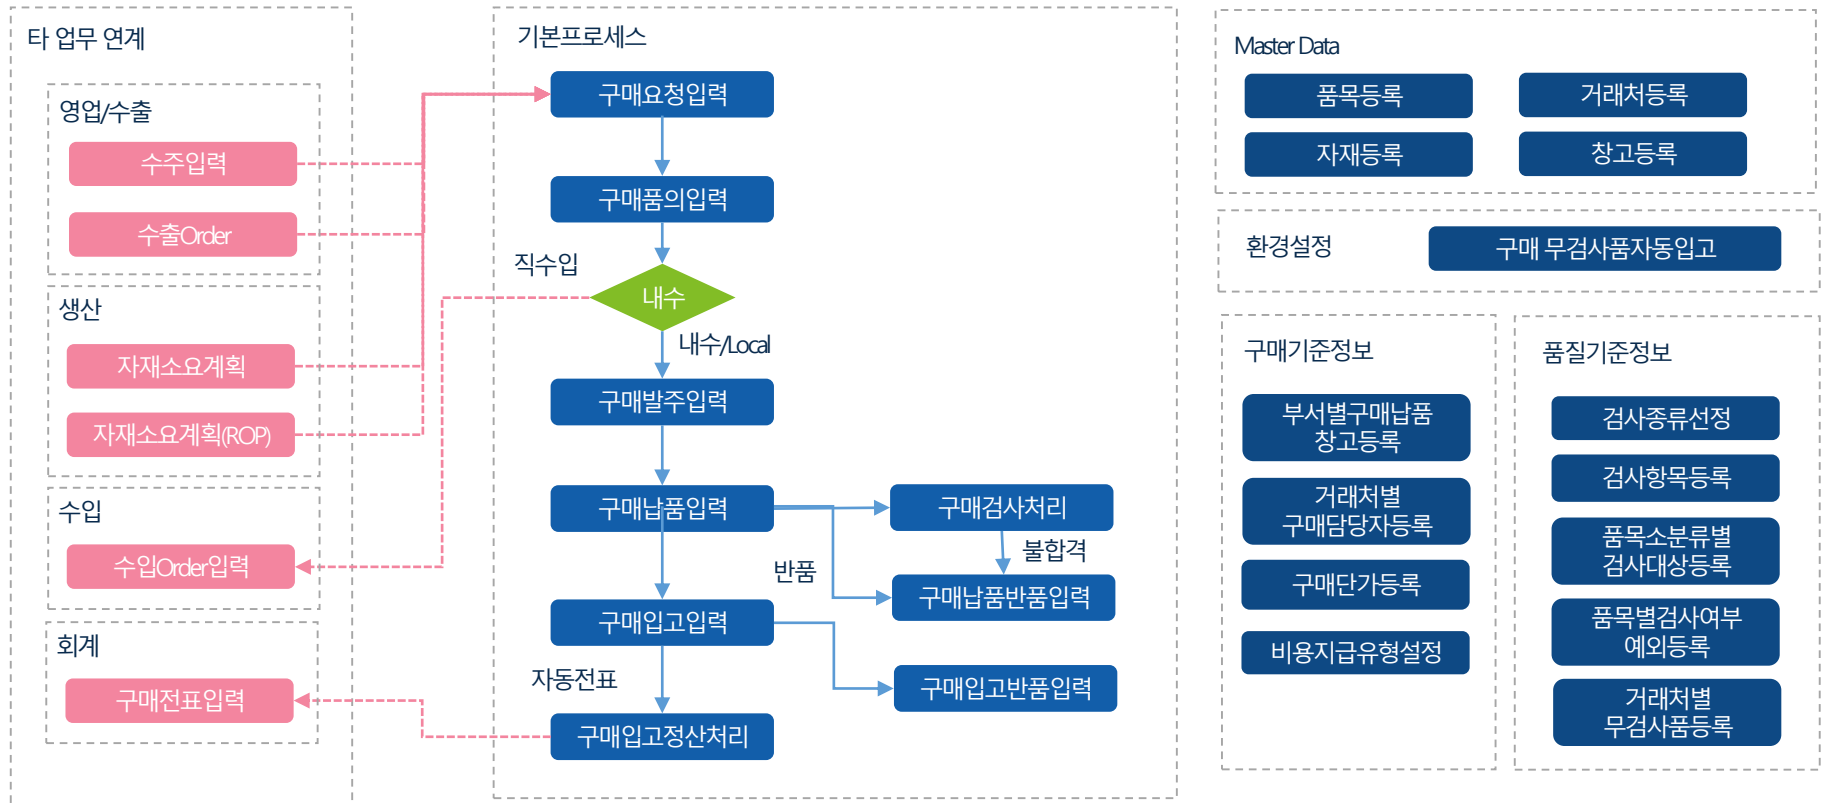 타 업무 연계
영업/수출
수주입력
수출Order
생산
자재소요계획
자재소요계획(ROP)
수입
수입Order입력
회계
구매전표입력
기본프로세스
구매요청입력
구매품의입력
직수입
내수
내수/Local
구매발주입력
구매납품입력
구매검사처리
불합격
반품
구매납품반품입력
구매입고입력
자동전표
구매입고반품입력
구매입고정산처리
Master Data
품목등록
거래처등록
자재등록
창고등록
환경설정
구매 무검사품자동입고
구매기준정보
부서별구매납품
창고등록
거래처별
구매담당자등록
구매단가등록
비용지급유형설정
품질기준정보
검사종류선정
검사항목등록
품목소분류별
검사대상등록
품목별검사여부
예외등록
거래처별
무검사품등록